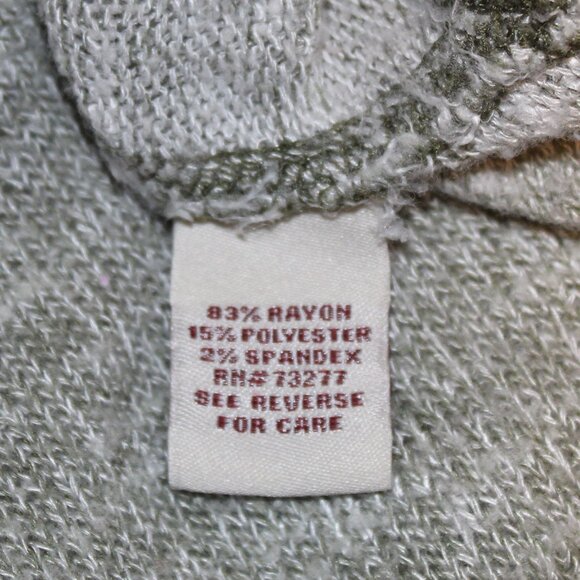 83% RAYON
15% POLYESTER
2% SPANDEX
RN# 73277
SEE REVERSE
FOR CARE